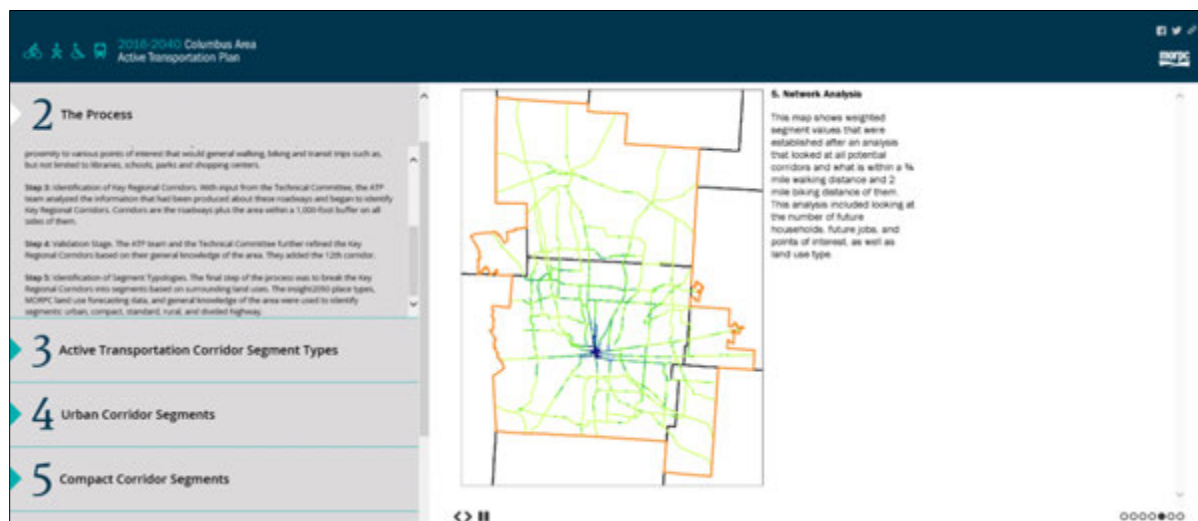 2016-2040 Columbus Area
Active Transportation Plan
morpc
2 The Process
proximity to various points of interest that would general walking, biking and transit trips such as,
but not limited to libraries, schools, parks and shopping centers.
Step 3: Identification of Key Regional Corridors. With input from the Technical Committee, the ATP
team analyzed the information that had been produced about these roadways and began to identify
Key Regional Corridors. Corridors are the roadways plus the area within a 1,000-foot buffer on all
sides of them.
Step 4: Validation Stage. The ATP team and the Technical Committee further refined the Key
Regional Corridors based on their general knowledge of the area. They added the 12th corridor.
Step 5: Identification of Segment Typologies. The final step of the process was to break the Key
Regional Corridors into segments based on surrounding land uses. The insight2050 place types,
MORPC land use forecasting data, and general knowledge of the area were used to identify
segments: urban, compact, standard, rural, and divided highway.
3 Active Transportation Corridor Segment Types
4 Urban Corridor Segments
5 Compact Corridor Segments
5. Network Analysis
This map shows weighted
segment values that were
established after an analysis
that looked at all potential
corridors and what is within a ¾
mile walking distance and 2
mile biking distance of them.
This analysis included looking at
the number of future
households, future jobs, and
points of interest, as well as
land use type.